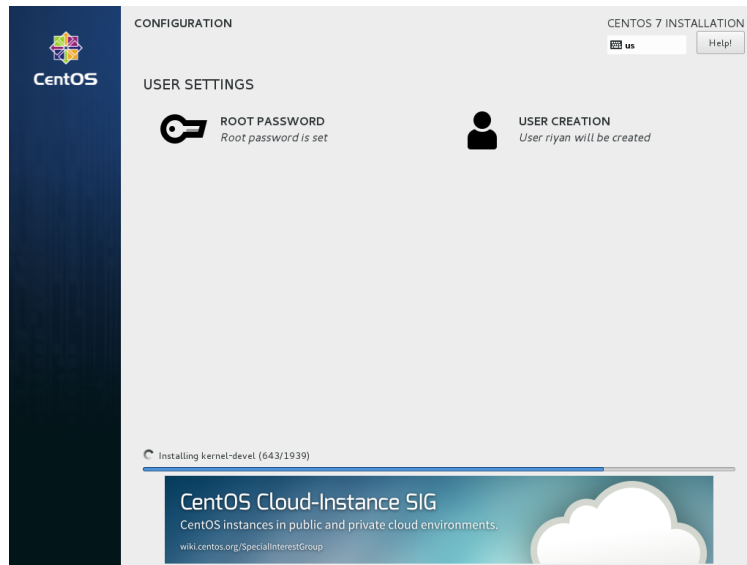 CONFIGURATION
CENTOS 7 INSTALLATION
us
Help!
CentOS
USER SETTINGS
ROOT PASSWORD
Root password is set
USER CREATION
User riyan will be created
Installing kernel-devel (643/1939)
CentOS Cloud-Instance SIG
CentOS instances in public and private cloud environments.
wiki.centos.org/SpecialInterestGroup